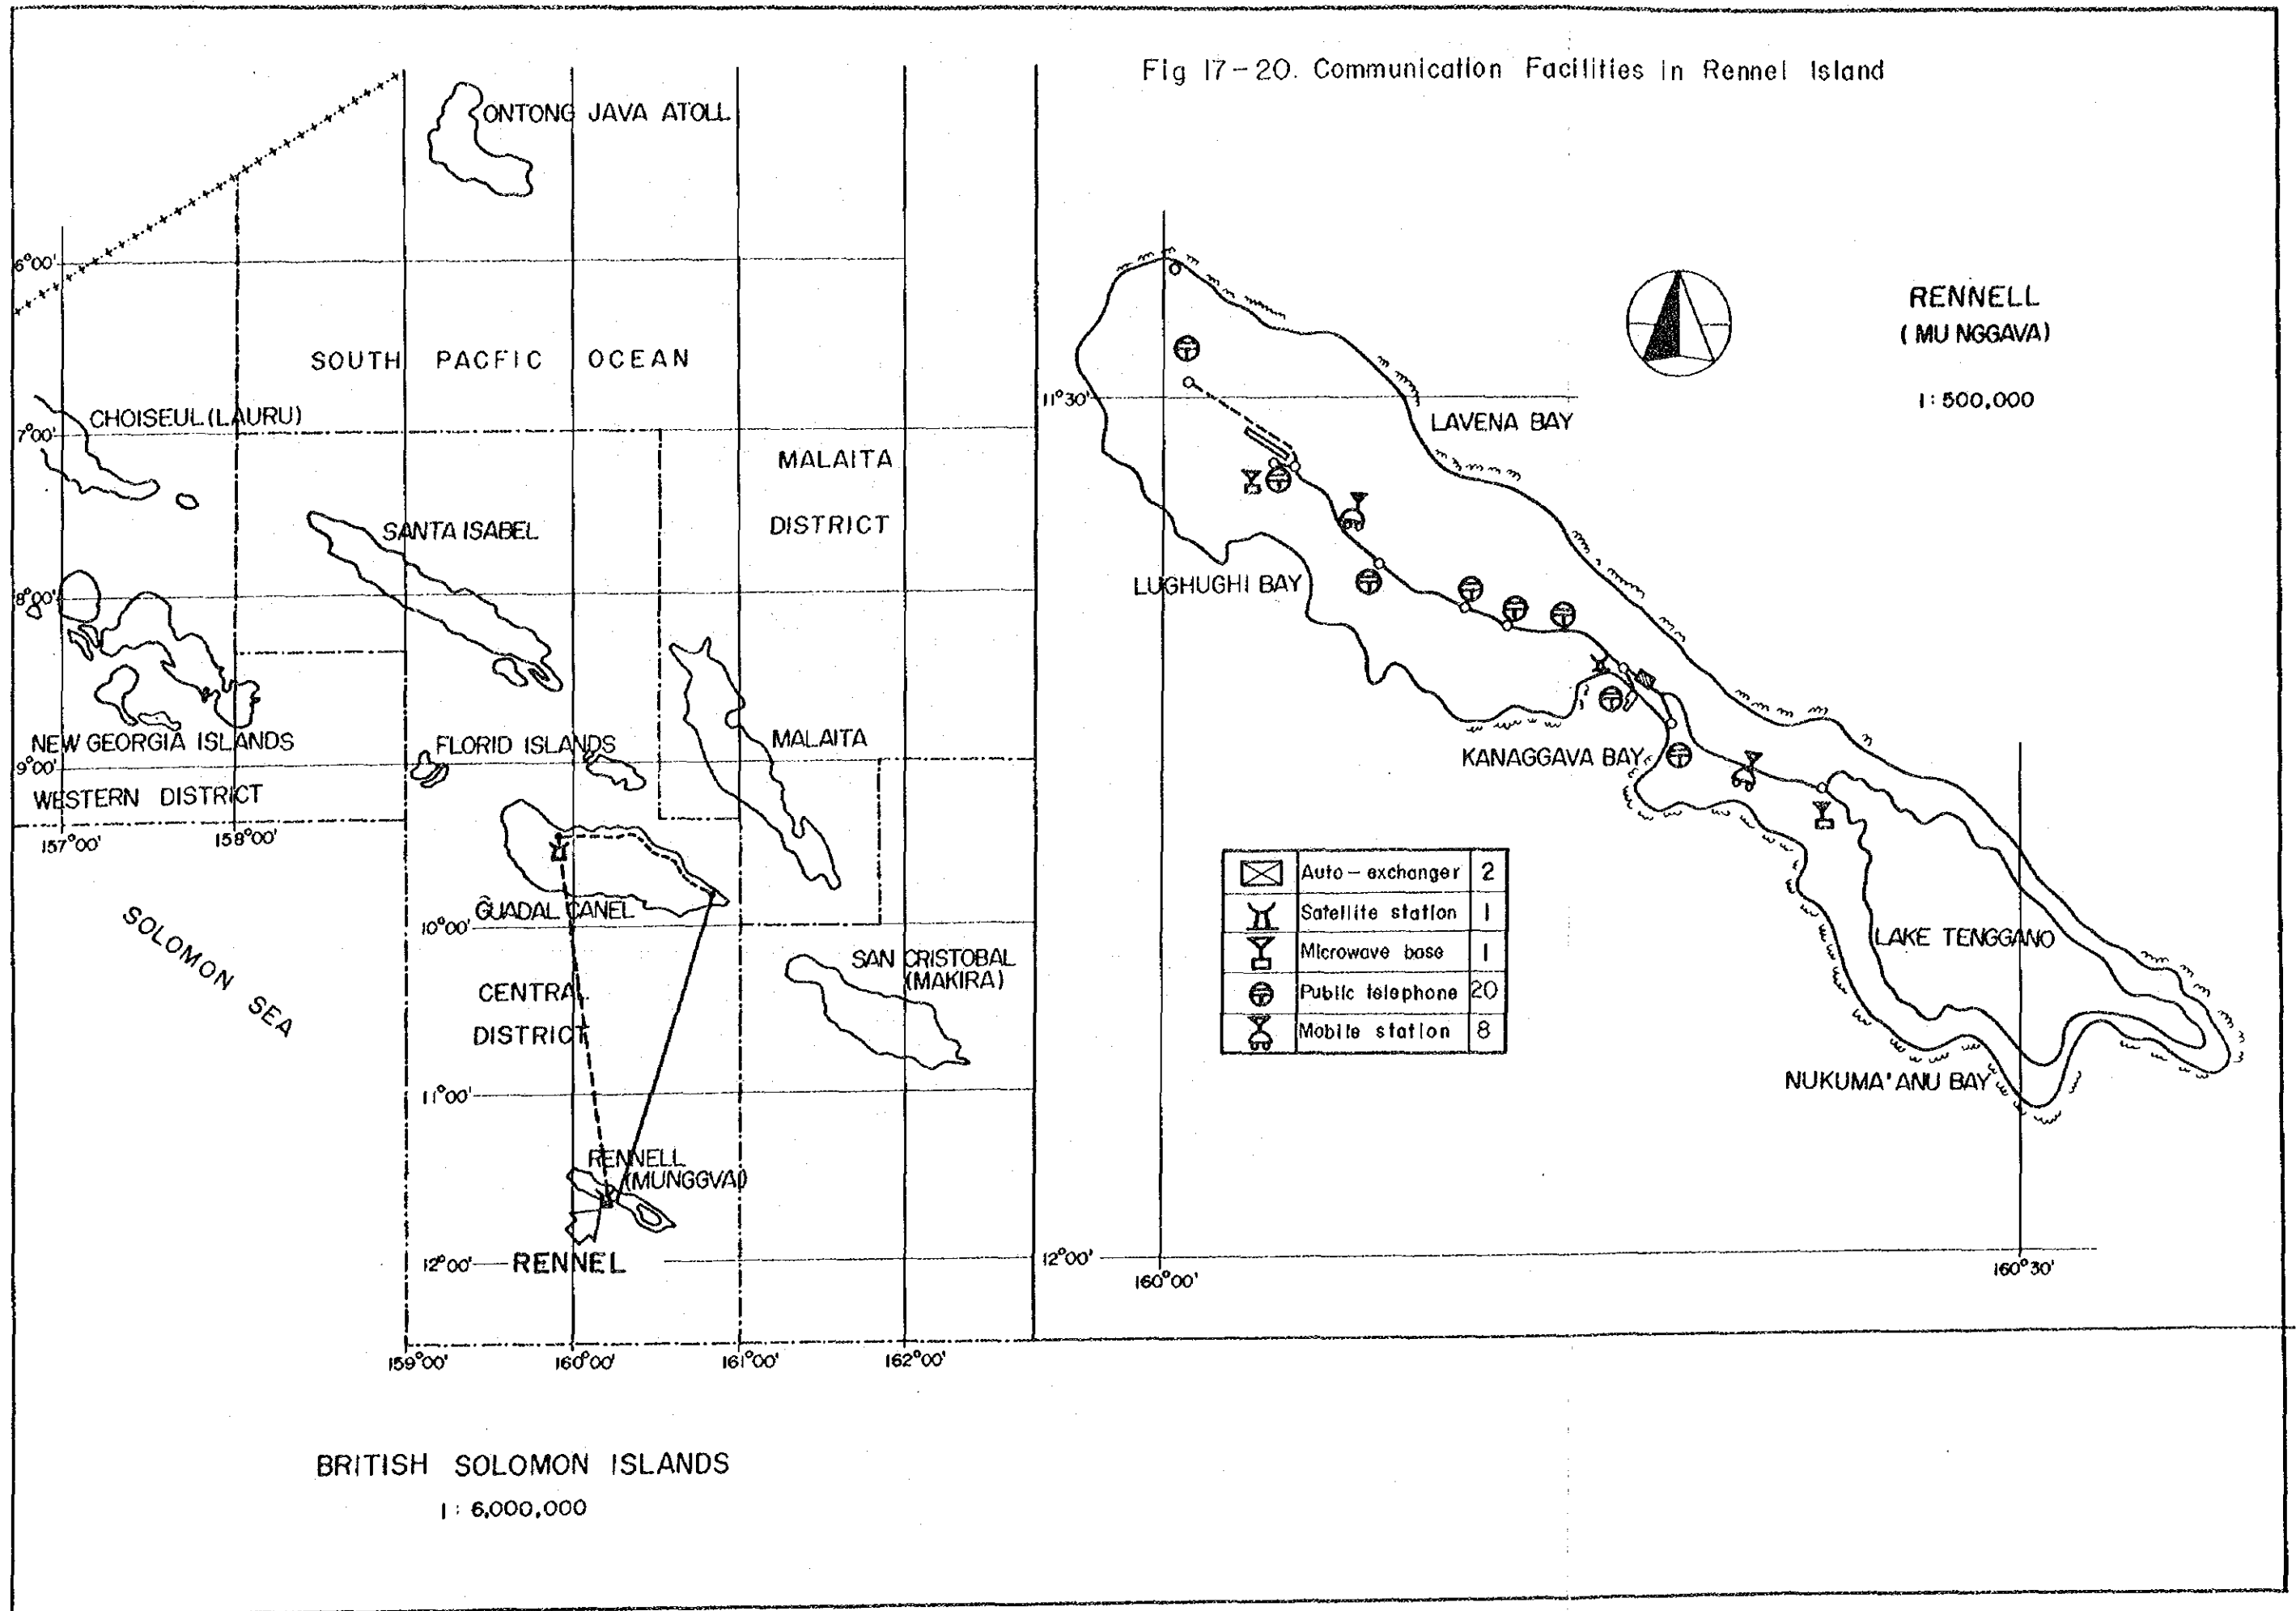 Fig 17-20. Communication Facilities in Rennel Island
ONTONG JAVA ATOLL
6°00'
SOUTH PACFIC OCEAN
CHOISEUL (LAURU)
7°00'
MALAITA
DISTRICT
SANTA ISABEL
8°00'
NEW GEORGIA ISLANDS
FLORID ISLANDS
MALAITA
9°00'
WESTERN DISTRICT
157°00'
158°00'
GUADAL CANEL
10°00'
SOLOMON SEA
SAN CRISTOBAL
(MAKIRA)
CENTRAL
DISTRICT
11°00'
RENNELL
(MUNGGVA)
12°00'
RENNEL
159°00'
160°00'
161°00'
162°00'
BRITISH SOLOMON ISLANDS
1 : 6,000,000
RENNELL
(MU NGGAVA)
1 : 500,000
11°30'
LAVENA BAY
LUGHUGHI BAY
KANAGGAVA BAY
Auto-exchanger 2
Satellite station 1
Microwave base 1
Public telephone 20
Mobile station 8
LAKE TENGGANO
NUKUMA'ANU BAY
12°00'
160°00'
160°30'